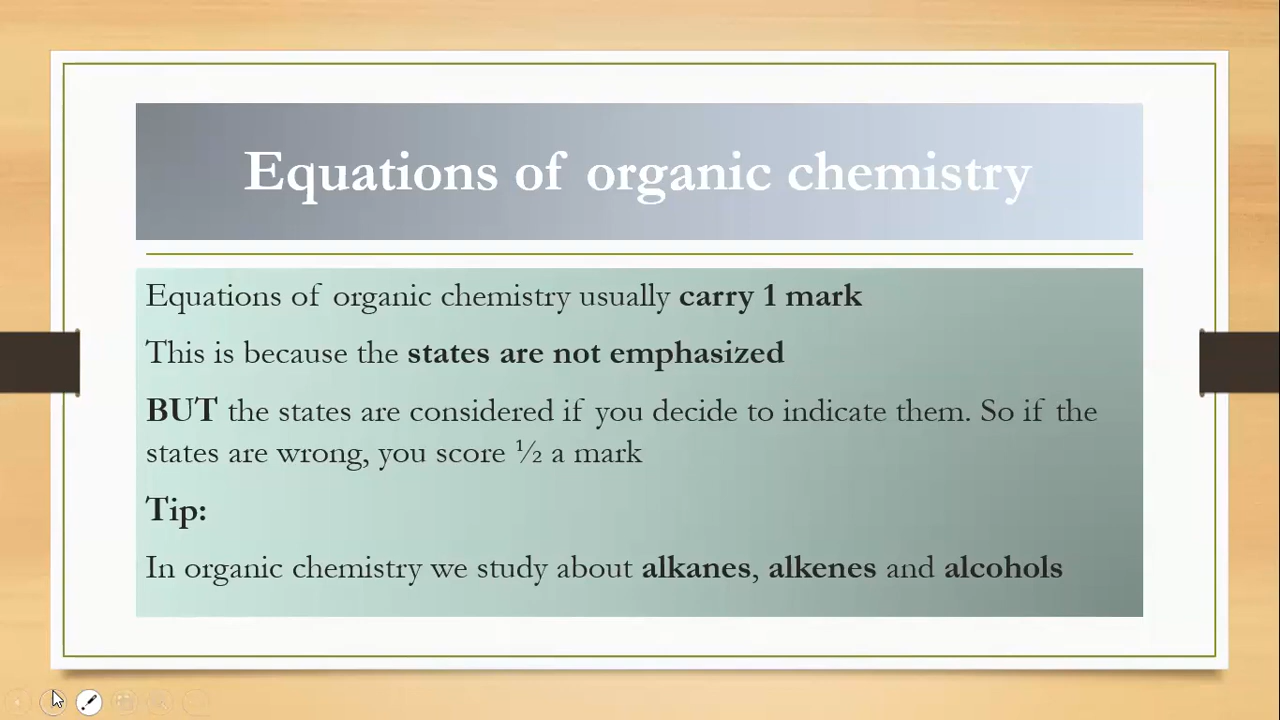 Equations of organic chemistry
Equations of organic chemistry usually carry 1 mark
This is because the states are not emphasized
BUT the states are considered if you decide to indicate them. So if the
states are wrong, you score ½ a mark
Tip:
In organic chemistry we study about alkanes, alkenes and alcohols